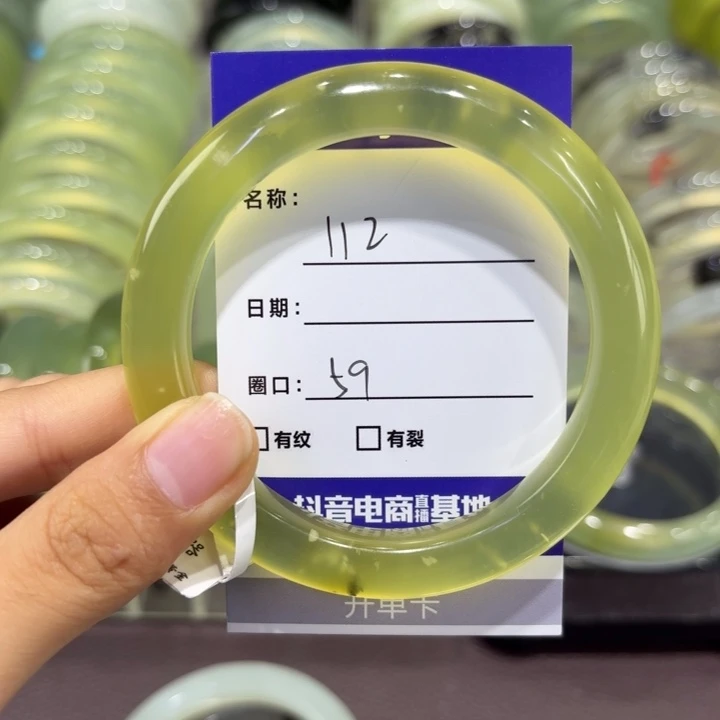 名称: 112
日期:
圈口: 59
有纹 有裂
抖音电商直播基地
开单卡